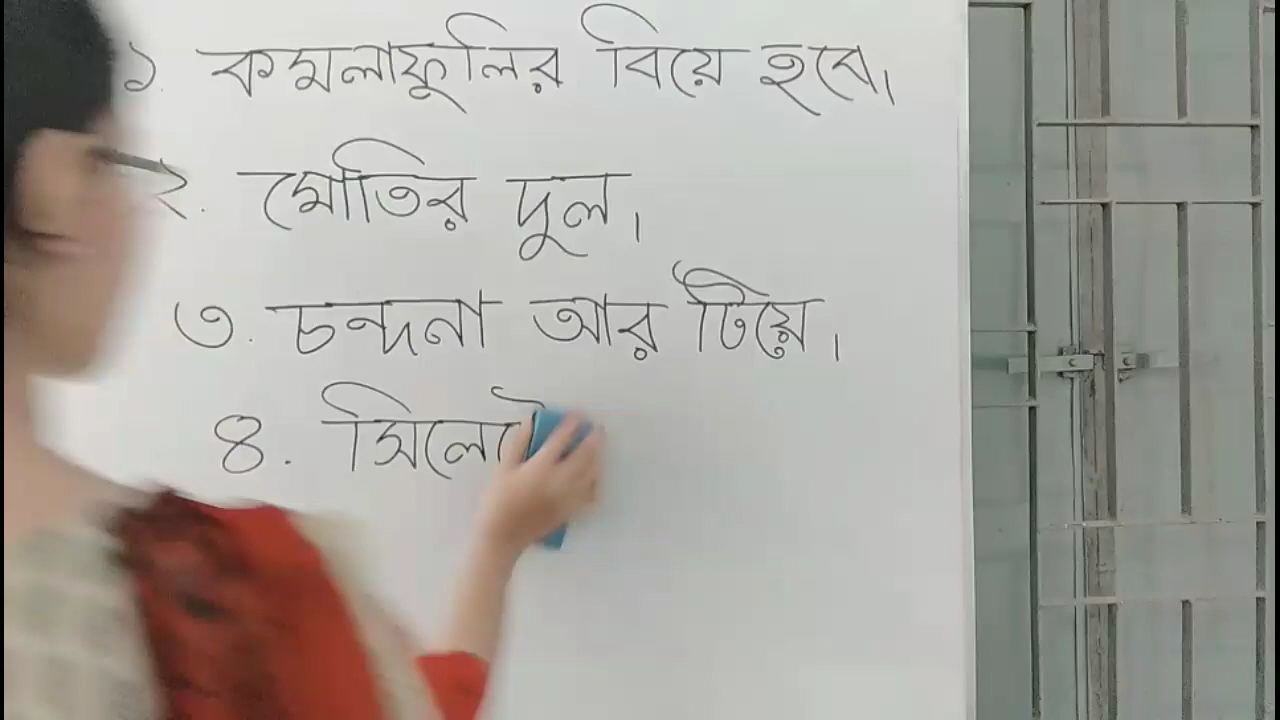 ১. কমলাফুলির বিয়ে হবে।
২. মোতির দুল।
৩. চন্দনা আর টিয়ে।
৪.